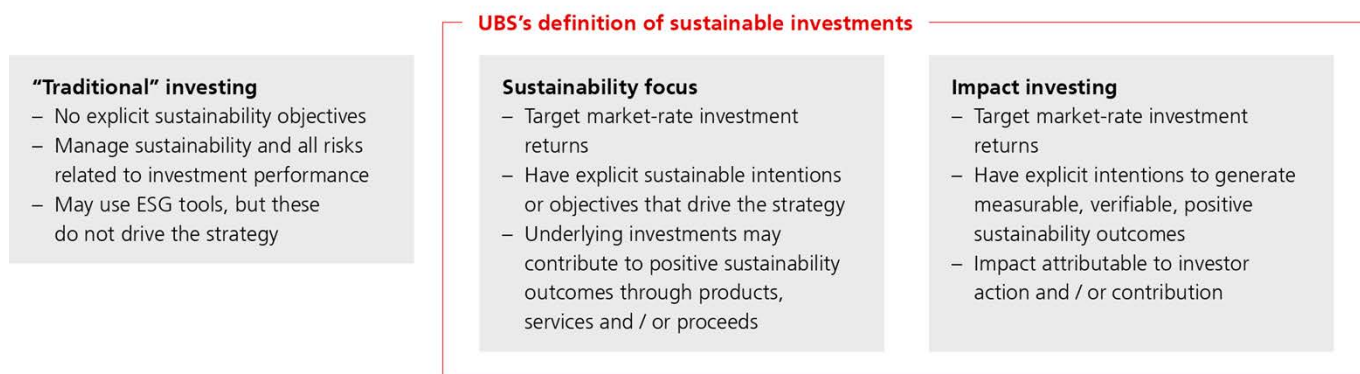 UBS’s definition of sustainable investments
“Traditional” investing
– No explicit sustainability objectives
– Manage sustainability and all risks
related to investment performance
– May use ESG tools, but these
do not drive the strategy
Sustainability focus
– Target market-rate investment
returns
– Have explicit sustainable intentions
or objectives that drive the strategy
– Underlying investments may
contribute to positive sustainability
outcomes through products,
services and / or proceeds
Impact investing
– Target market-rate investment
returns
– Have explicit intentions to generate
measurable, verifiable, positive
sustainability outcomes
– Impact attributable to investor
action and / or contribution